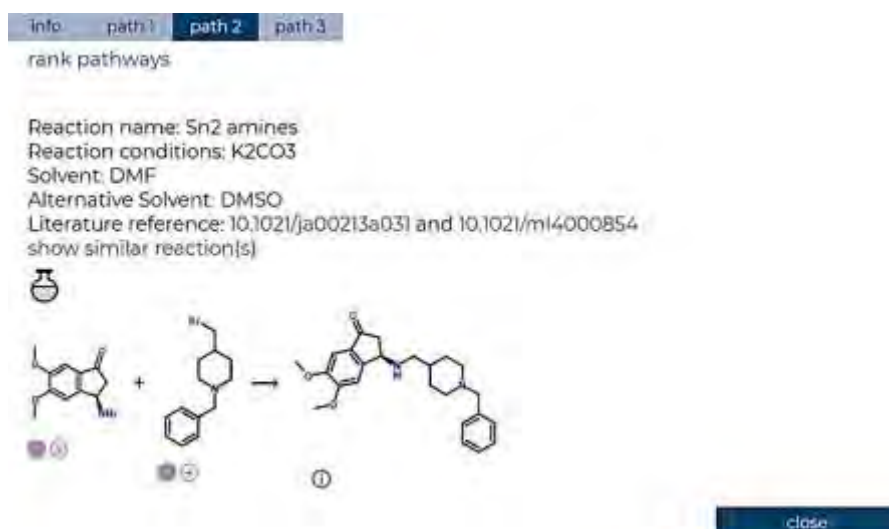 info path 1 path 2 path 3
rank pathways
Reaction name: Sn2 amines
Reaction conditions: K2CO3
Solvent: DMF
Alternative Solvent: DMSO
Literature reference: 10.1021/ja00213a031 and 10.1021/ml4000854
show similar reaction(s)
close